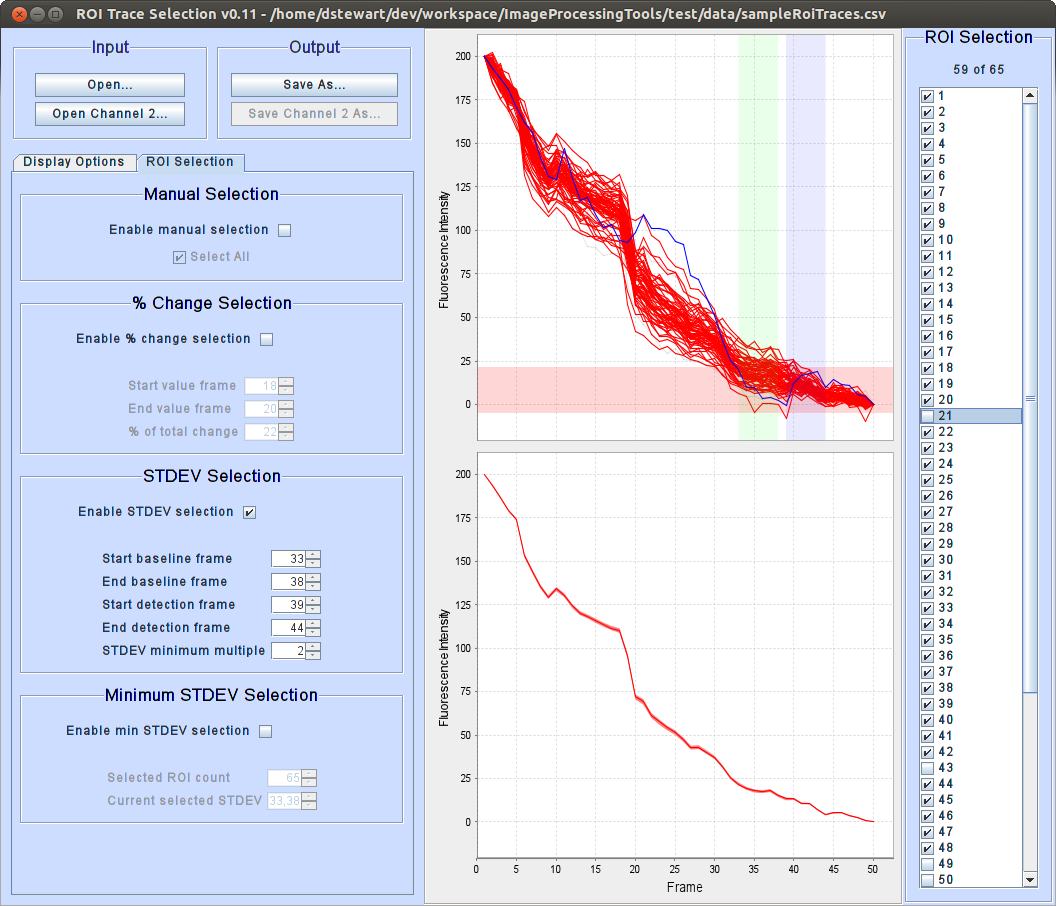 ROI Trace Selection v0.11 - /home/dstewart/dev/workspace/ImageProcessingTools/test/data/sampleRoiTraces.csv
Input
Open...
Open Channel 2...
Output
Save As...
Save Channel 2 As...
Display Options
ROI Selection
Manual Selection
Enable manual selection
Select All
% Change Selection
Enable % change selection
Start value frame 18
End value frame 20
% of total change 22
STDEV Selection
Enable STDEV selection
Start baseline frame 33
End baseline frame 38
Start detection frame 39
End detection frame 44
STDEV minimum multiple 2
Minimum STDEV Selection
Enable min STDEV selection
Selected ROI count 65
Current selected STDEV 33,38
Fluorescence Intensity
200
175
150
125
100
75
50
25
0
Fluorescence Intensity
200
175
150
125
100
75
50
25
0
0 5 10 15 20 25 30 35 40 45 50
Frame
ROI Selection
59 of 65
1
2
3
4
5
6
7
8
9
10
11
12
13
14
15
16
17
18
19
20
21
22
23
24
25
26
27
28
29
30
31
32
33
34
35
36
37
38
39
40
41
42
43
44
45
46
47
48
49
50